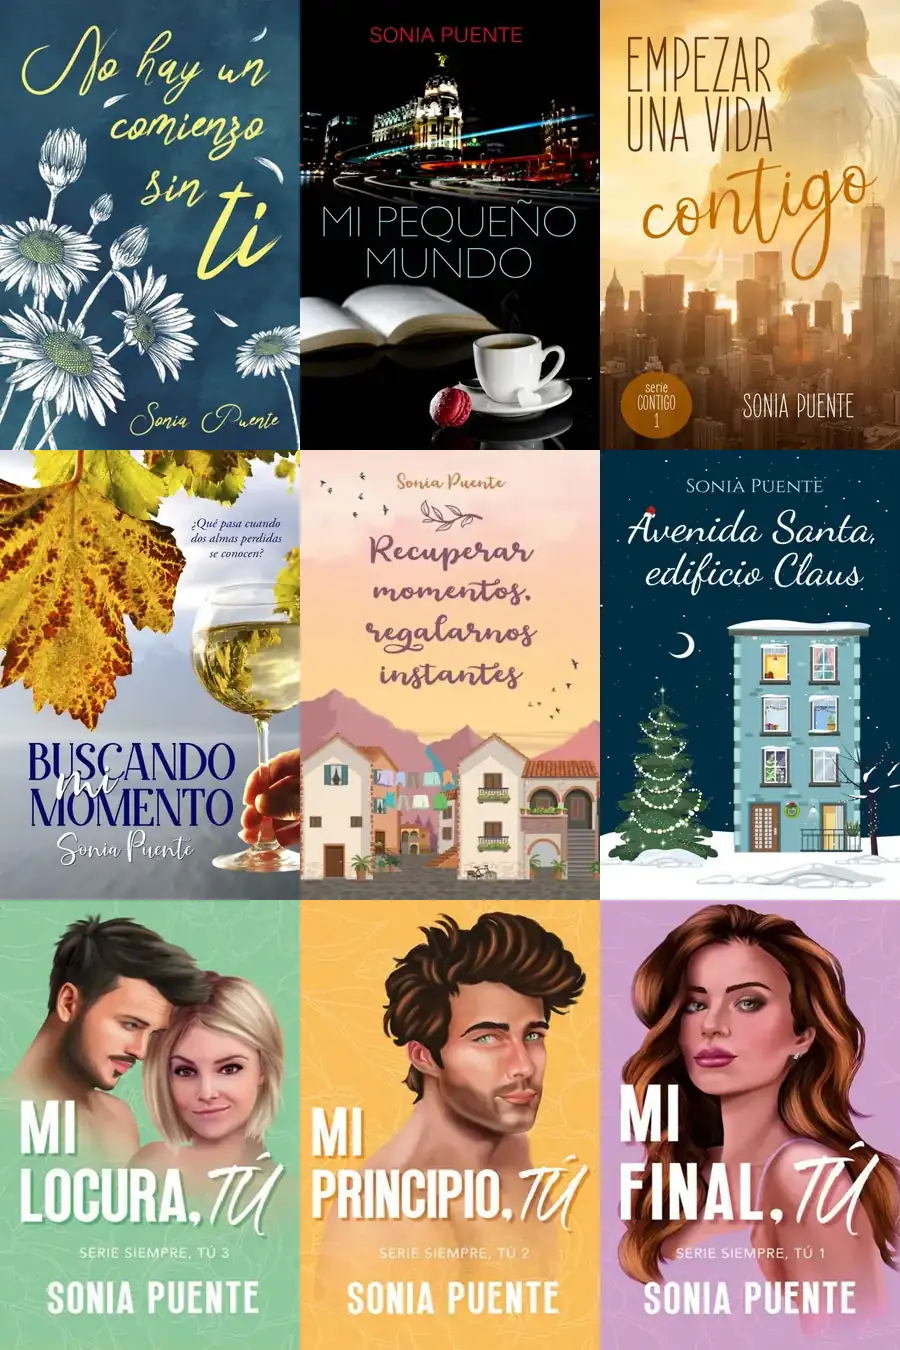 No hay un
comienzo
sin
ti
Sonia Puente
SONIA PUENTE
MI PEQUEÑO
MUNDO
EMPEZAR
UNA VIDA
contigo
serie
CONTIGO
1
SONIA PUENTE
¿Qué pasa cuando
dos almas perdidas
se conocen?
BUSCANDO
mi
MOMENTO
Sonia Puente
Sonia Puente
Recuperar
momentos,
regalarnos
instantes
SONIA PUENTE
Avenida Santa,
edificio Claus
MI
LOCURA, TÚ
SERIE SIEMPRE, TÚ 3
SONIA PUENTE
MI
PRINCIPIO, TÚ
SERIE SIEMPRE, TÚ 2
SONIA PUENTE
MI
FINAL, TÚ
SERIE SIEMPRE, TÚ 1
SONIA PUENTE